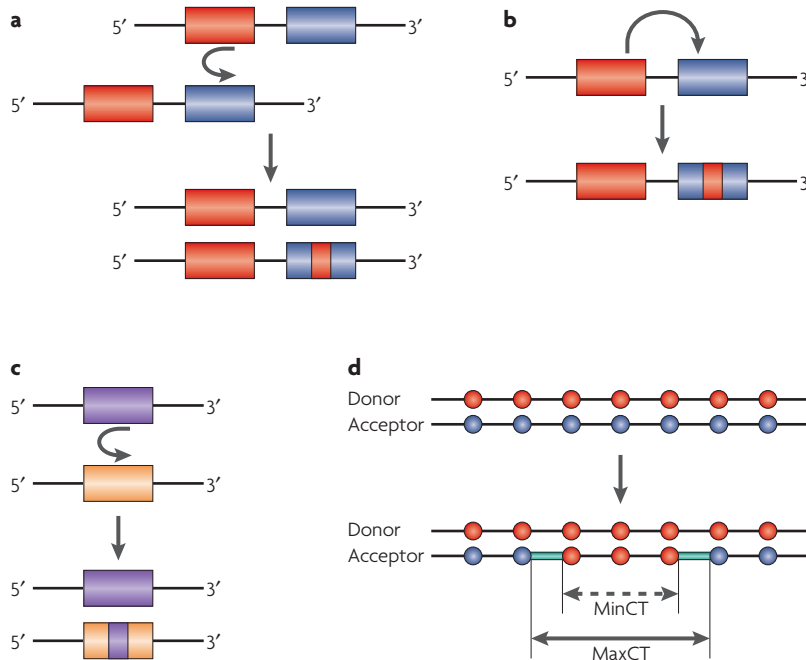 a
5′ 3′
5′ 3′
5′ 3′
5′ 3′
b
5′ 3′
5′ 3′
c
5′ 3′
5′ 3′
5′ 3′
5′ 3′
d
Donor
Acceptor
Donor
Acceptor
MinCT
MaxCT